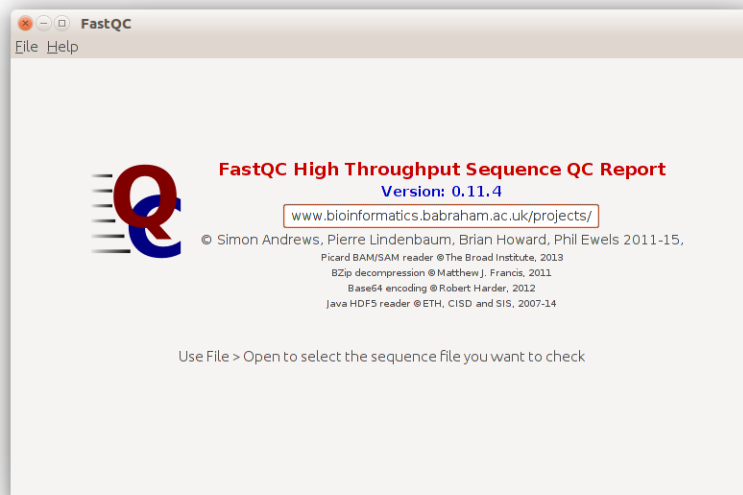 FastQC
File Help
FastQC High Throughput Sequence QC Report
Version: 0.11.4
www.bioinformatics.babraham.ac.uk/projects/
© Simon Andrews, Pierre Lindenbaum, Brian Howard, Phil Ewels 2011-15,
Picard BAM/SAM reader ©The Broad Institute, 2013
BZip decompression ©Matthew J. Francis, 2011
Base64 encoding ©Robert Harder, 2012
Java HDF5 reader ©ETH, CISD and SIS, 2007-14
QC
Use File > Open to select the sequence file you want to check